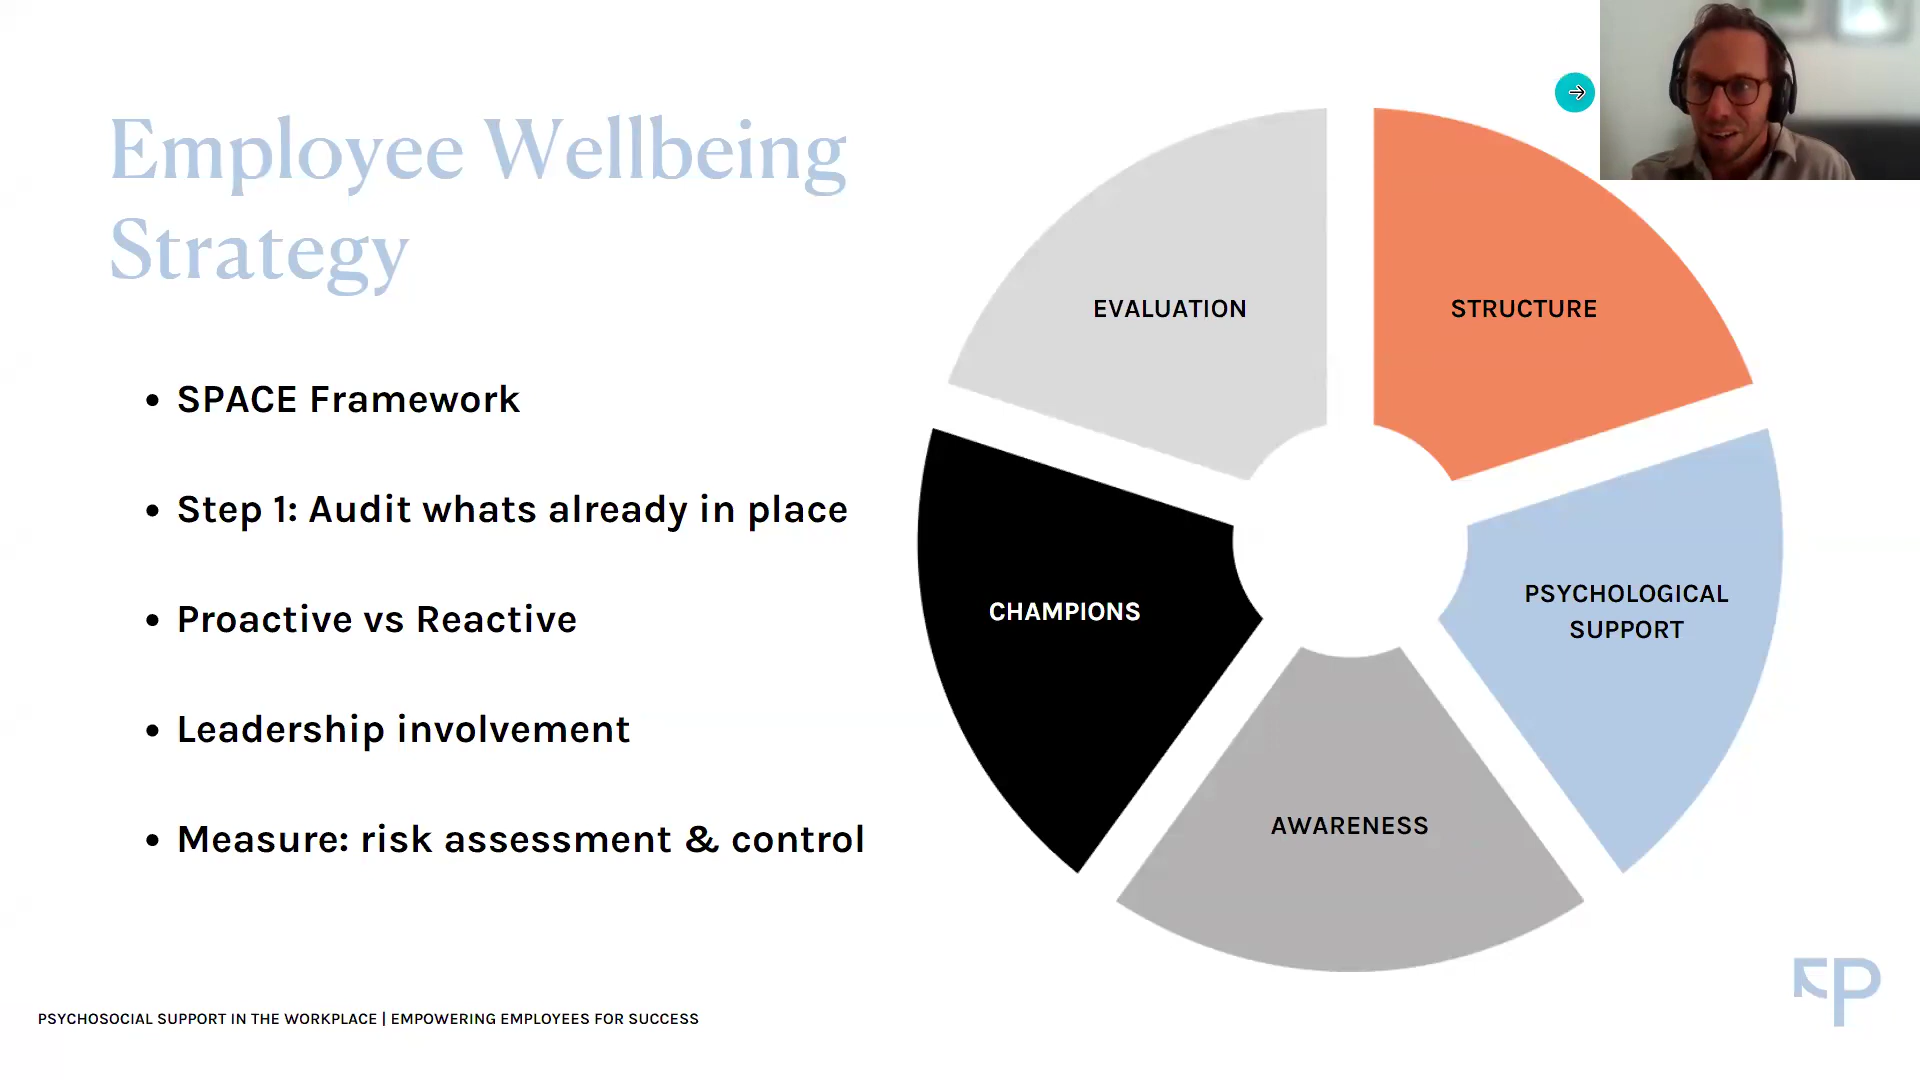 Employee Wellbeing
Strategy
• SPACE Framework
• Step 1: Audit whats already in place
• Proactive vs Reactive
• Leadership involvement
• Measure: risk assessment & control
EVALUATION
STRUCTURE
CHAMPIONS
PSYCHOLOGICAL
SUPPORT
AWARENESS
PSYCHOSOCIAL SUPPORT IN THE WORKPLACE | EMPOWERING EMPLOYEES FOR SUCCESS
P